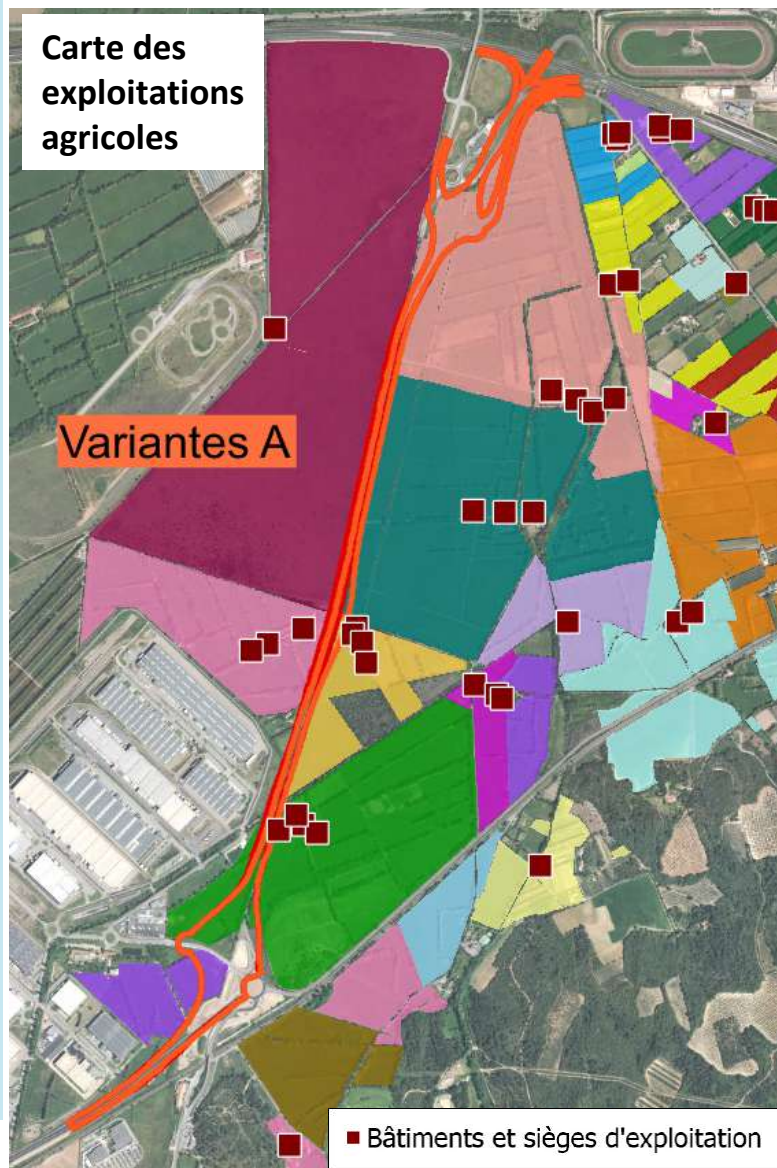 Carte des
exploitations
agricoles
Variantes A
Bâtiments et sièges d'exploitation